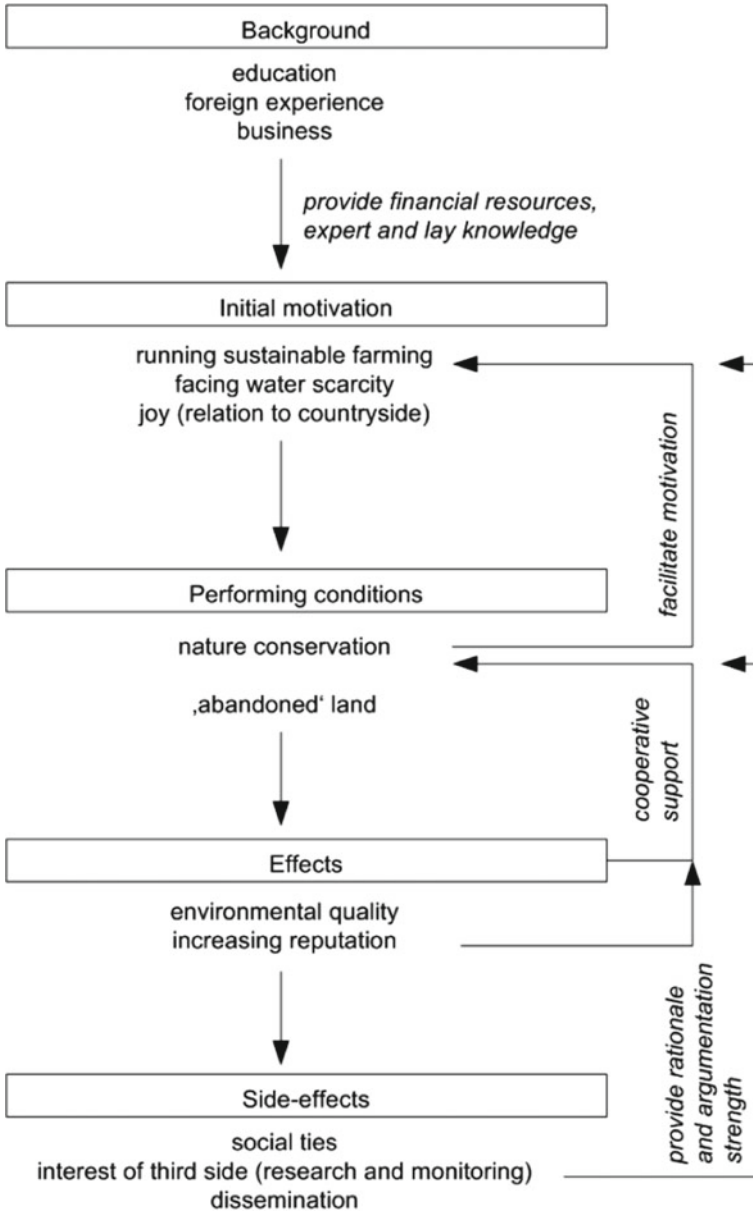 Background
education
foreign experience
business
provide financial resources,
expert and lay knowledge
Initial motivation
running sustainable farming
facing water scarcity
joy (relation to countryside)
facilitate motivation
Performing conditions
nature conservation
‚abandoned‘ land
cooperative
support
Effects
environmental quality
increasing reputation
provide rationale
and argumentation
strength
Side-effects
social ties
interest of third side (research and monitoring)
dissemination